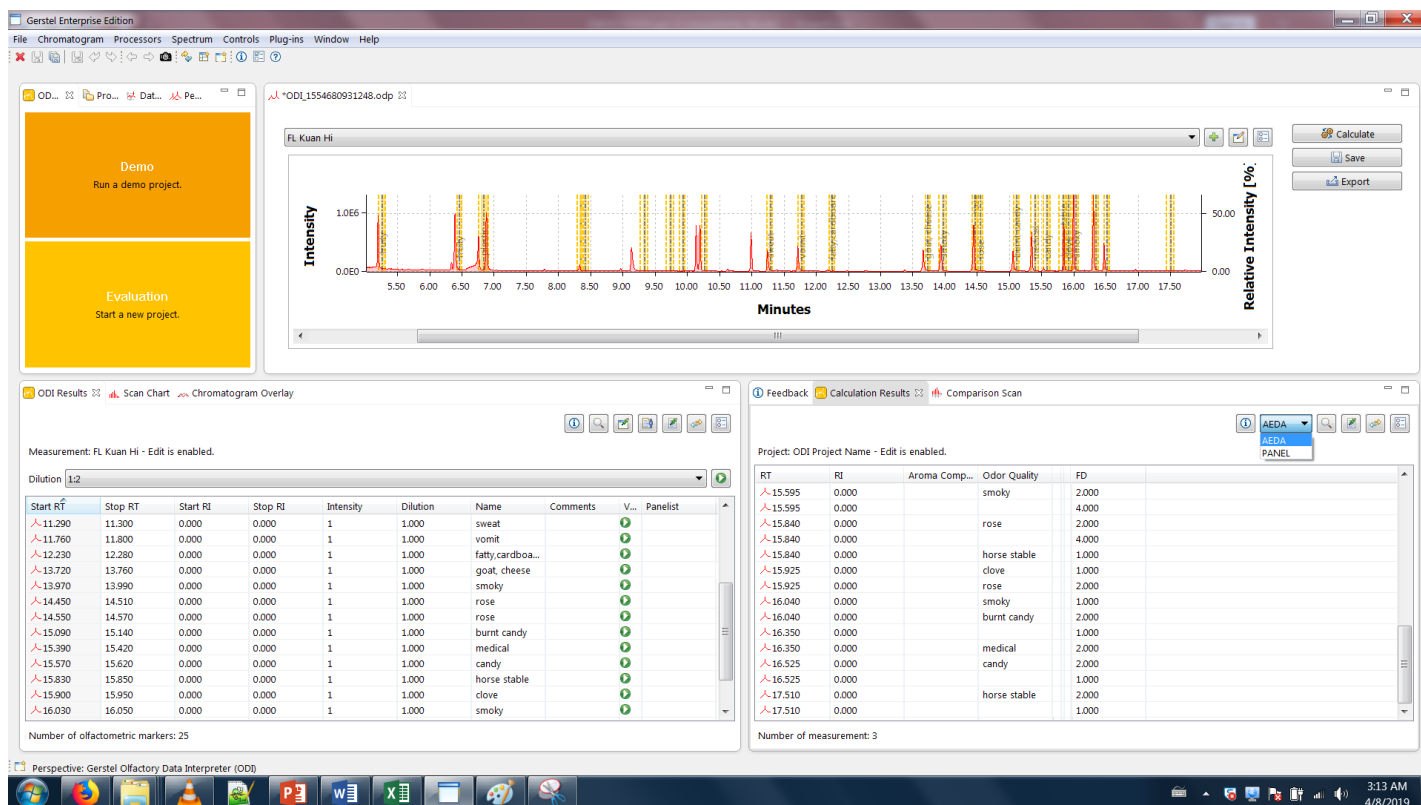 Gerstel Enterprise Edition
File Chromatogram Processors Spectrum Controls Plug-ins Window Help
OD... Pro... Dat... Pe...
*ODI_1554680931248.odp
Demo
Run a demo project.
Evaluation
Start a new project.
FL Kuan Hi
Calculate
Save
Export
Intensity
1.0E6
0.0E0
50.00
0.00
Relative Intensity [%]
5.50 6.00 6.50 7.00 7.50 8.00 8.50 9.00 9.50 10.00 10.50 11.00 11.50 12.00 12.50 13.00 13.50 14.00 14.50 15.00 15.50 16.00 16.50 17.00 17.50
Minutes
ODI Results Scan Chart Chromatogram Overlay
Measurement: FL Kuan Hi - Edit is enabled.
Dilution 1:2
Start RT Stop RT Start RI Stop RI Intensity Dilution Name Comments V... Panelist
11.290 11.300 0.000 0.000 1 1.000 sweat
11.760 11.800 0.000 0.000 1 1.000 vomit
12.230 12.280 0.000 0.000 1 1.000 fatty,cardboa...
13.720 13.760 0.000 0.000 1 1.000 goat, cheese
13.970 13.990 0.000 0.000 1 1.000 smoky
14.450 14.510 0.000 0.000 1 1.000 rose
14.550 14.570 0.000 0.000 1 1.000 rose
15.090 15.140 0.000 0.000 1 1.000 burnt candy
15.390 15.420 0.000 0.000 1 1.000 medical
15.570 15.620 0.000 0.000 1 1.000 candy
15.830 15.850 0.000 0.000 1 1.000 horse stable
15.900 15.950 0.000 0.000 1 1.000 clove
16.030 16.050 0.000 0.000 1 1.000 smoky
Number of olfactometric markers: 25
Feedback Calculation Results Comparison Scan
AEDA
AEDA
PANEL
Project: ODI Project Name - Edit is enabled.
RT RI Aroma Comp... Odor Quality FD
15.595 0.000 smoky 2.000
15.595 0.000 4.000
15.840 0.000 rose 2.000
15.840 0.000 4.000
15.840 0.000 horse stable 1.000
15.925 0.000 clove 1.000
15.925 0.000 rose 2.000
16.040 0.000 smoky 1.000
16.040 0.000 burnt candy 2.000
16.350 0.000 1.000
16.350 0.000 medical 2.000
16.525 0.000 candy 2.000
16.525 0.000 1.000
17.510 0.000 horse stable 2.000
17.510 0.000 1.000
Number of measurement: 3
Perspective: Gerstel Olfactory Data Interpreter (ODI)
3:13 AM
4/8/2019